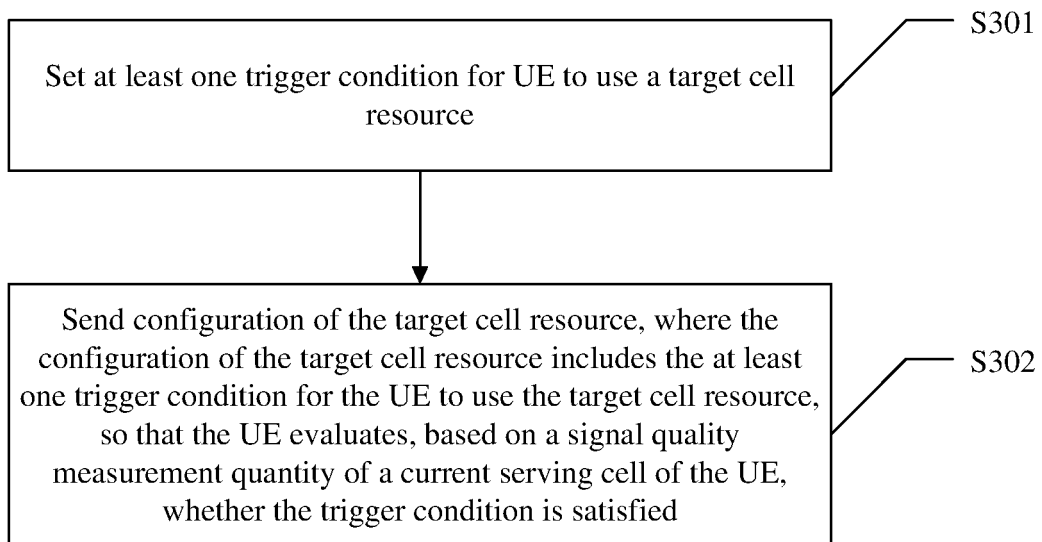 S301
Set at least one trigger condition for UE to use a target cell
resource
Send configuration of the target cell resource, where the
configuration of the target cell resource includes the at least
one trigger condition for the UE to use the target cell resource,
so that the UE evaluates, based on a signal quality
measurement quantity of a current serving cell of the UE,
whether the trigger condition is satisfied
S302